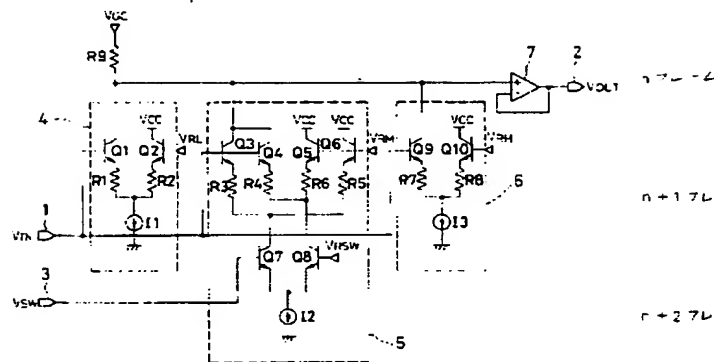 VCC
R9
7
2
VOUT
4
VCC
VCC
VCC
VCC
Q1
Q2
VRL
Q3
Q4
Q5
Q6
VRM
Q9
Q10
VRH
R1
R2
R3
R4
R6
R5
R7
R8
6
1
VIN
I1
I3
3
Q7
Q8
VRSW
VSW
I2
5